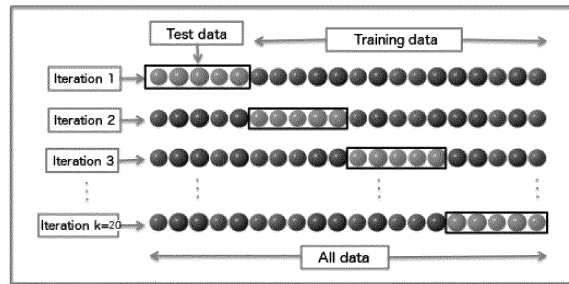 Test data
Training data
Iteration 1
Iteration 2
Iteration 3
Iteration k=20
All data